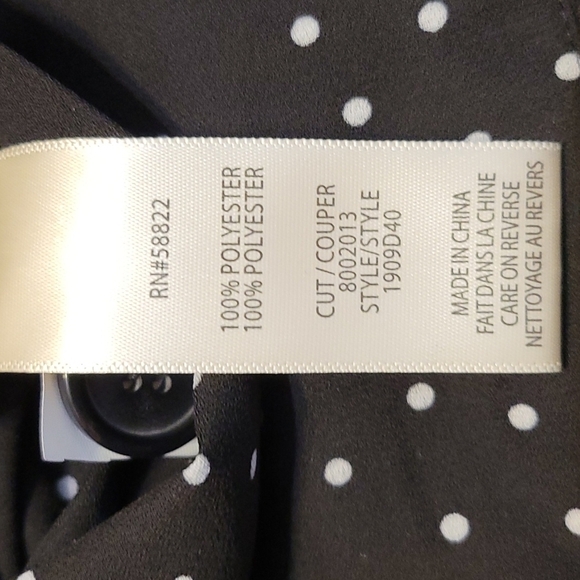 RN#58822
100% POLYESTER
100% POLYESTER
CUT / COUPER
8002013
STYLE/STYLE
1909D40
MADE IN CHINA
FAIT DANS LA CHINE
CARE ON REVERSE
NETTOYAGE AU REVERS